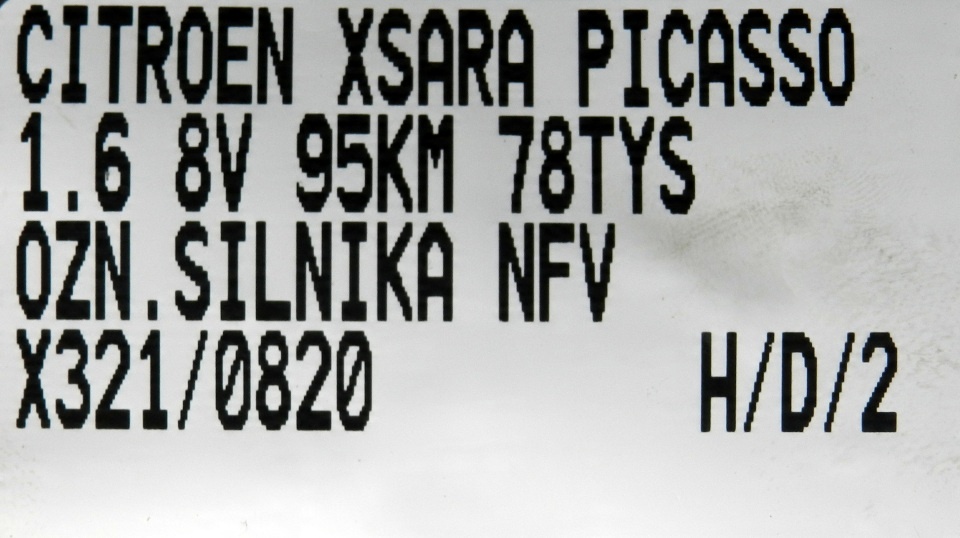 CITROEN XSARA PICASSO
1.6 8V 95KM 78TYS
OZN.SILNIKA NFV
X321/0820 H/D/2